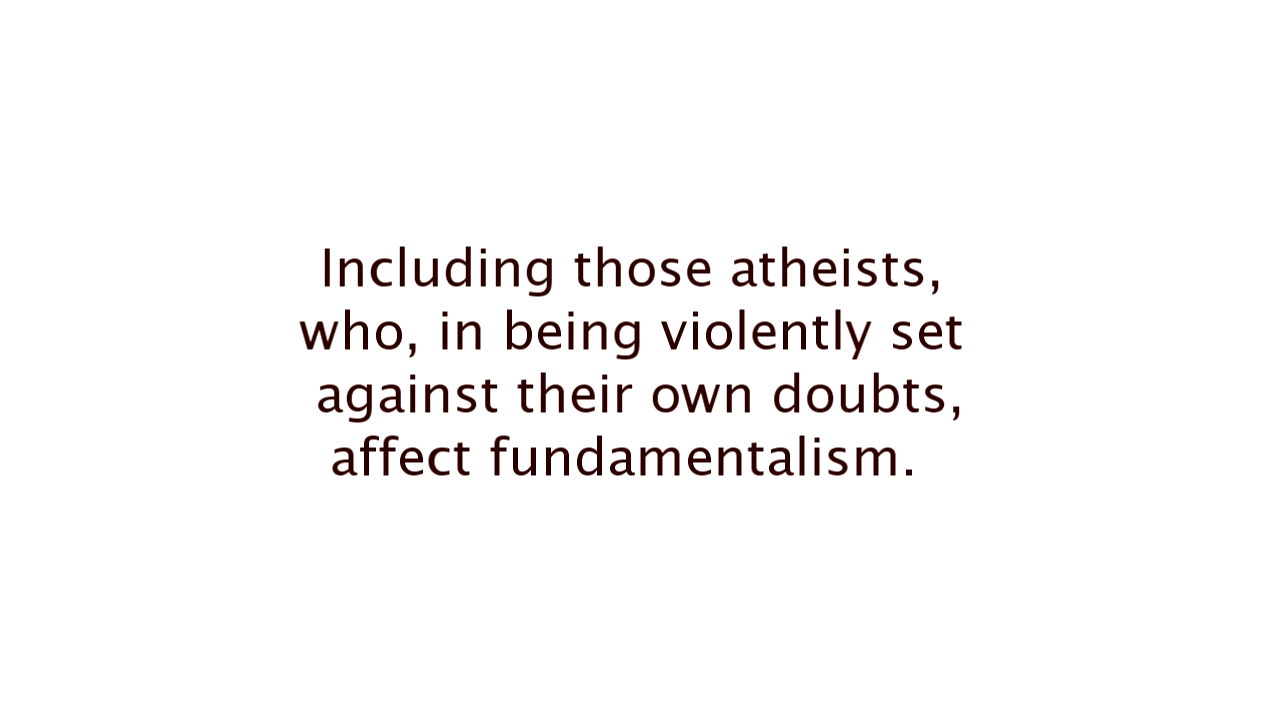 Including those atheists,
who, in being violently set
against their own doubts,
affect fundamentalism.